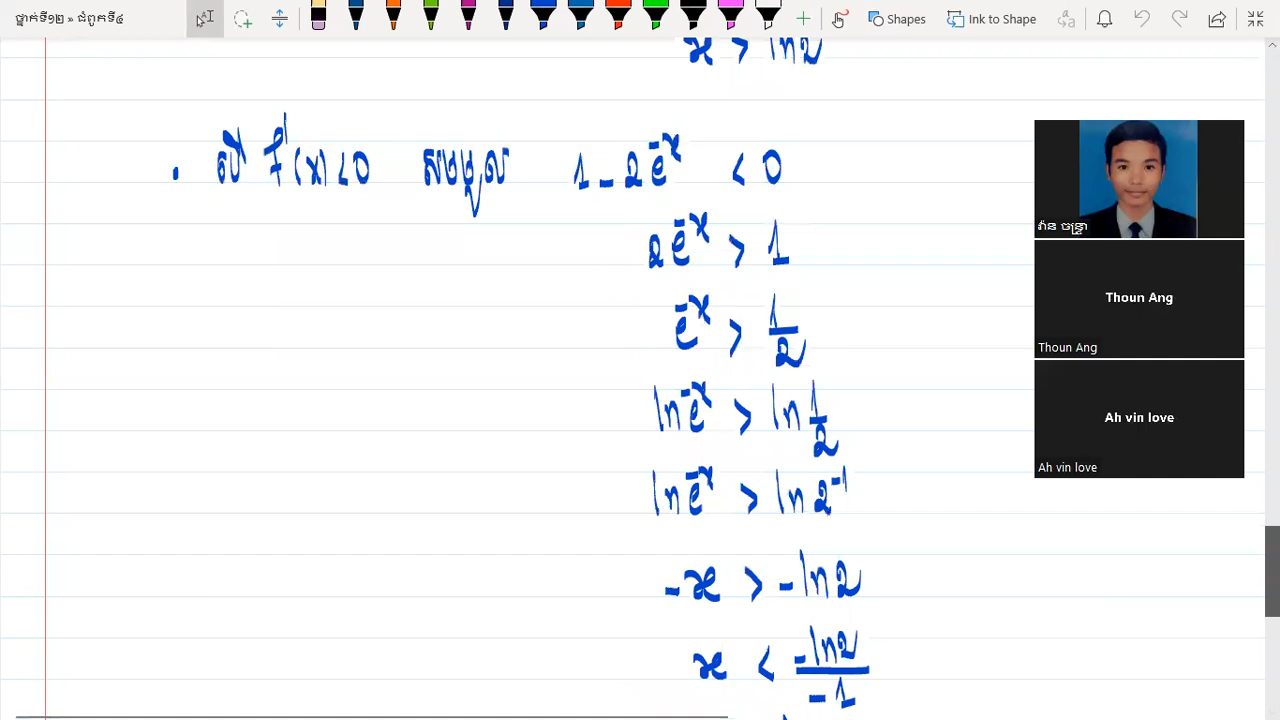 ថ្នាក់ទី១២ » ជំពូកទី៤
Shapes
Ink to Shape
x > ln2
. បើ f'(x)<0 សមមូល 1-2e^-x < 0
2e^-x > 1
e^-x > 1/2
ln e^-x > ln 1/2
ln e^-x > ln 2^-1
-x > -ln2
x < -ln2/-1
វ៉ាន ចន្ទ្រា
Thoun Ang
Thoun Ang
Ah vin love
Ah vin love